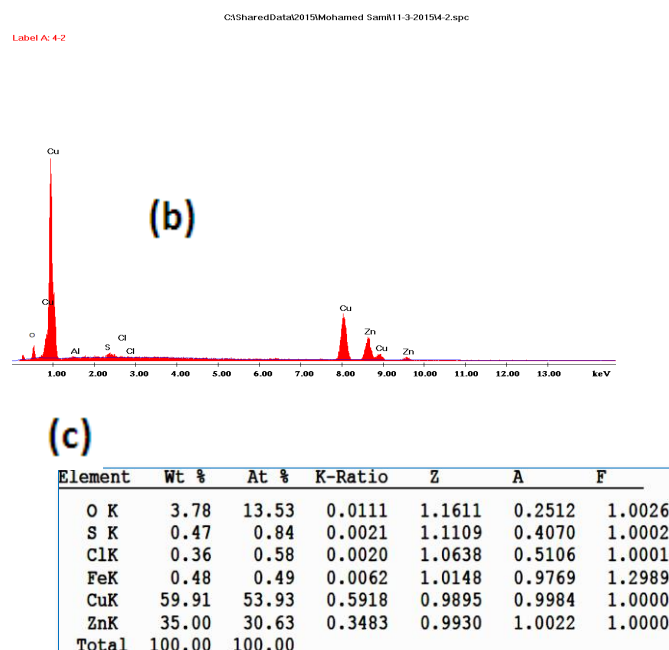 C:\SharedData\2015\Mohamed Sami\11-3-2015\4-2.spc
Label A: 4-2
Cu
(b)
Cu
O
Al
S
Cl
Cl
Cu
Zn
Cu
Zn
1.00 2.00 3.00 4.00 5.00 6.00 7.00 8.00 9.00 10.00 11.00 12.00 13.00 keV
(c)
Element Wt % At % K-Ratio Z A F
O K 3.78 13.53 0.0111 1.1611 0.2512 1.0026
S K 0.47 0.84 0.0021 1.1109 0.4070 1.0002
ClK 0.36 0.58 0.0020 1.0638 0.5106 1.0001
FeK 0.48 0.49 0.0062 1.0148 0.9769 1.2989
CuK 59.91 53.93 0.5918 0.9895 0.9984 1.0000
ZnK 35.00 30.63 0.3483 0.9930 1.0022 1.0000
Total 100.00 100.00